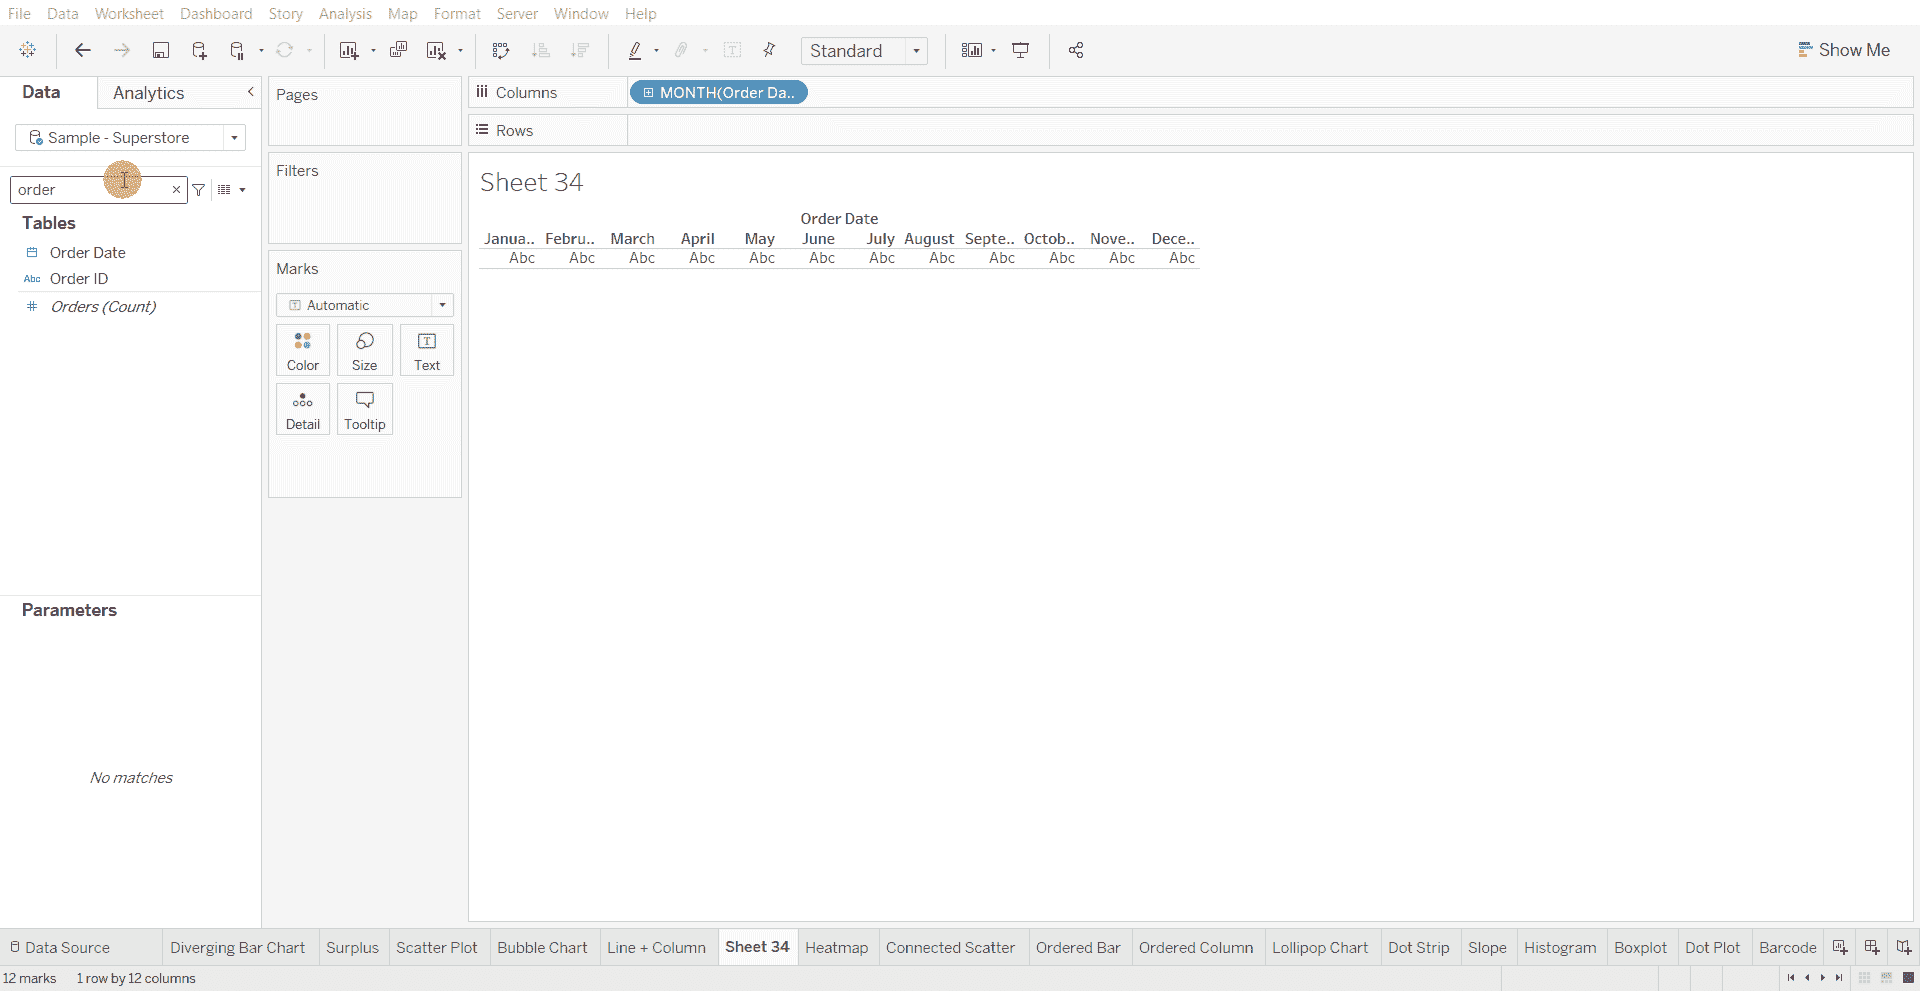 File Data Worksheet Dashboard Story Analysis Map Format Server Window Help
Standard
Show Me
Data Analytics
Sample - Superstore
order
Tables
Order Date
Abc Order ID
Orders (Count)
Parameters
No matches
Pages
Filters
Marks
Automatic
Color Size Text
Detail Tooltip
Columns MONTH(Order Da..
Rows
Sheet 34
Order Date
Janua.. Febru.. March April May June July August Septe.. Octob.. Nove.. Dece..
Abc Abc Abc Abc Abc Abc Abc Abc Abc Abc Abc Abc
Data Source Diverging Bar Chart Surplus Scatter Plot Bubble Chart Line + Column Sheet 34 Heatmap Connected Scatter Ordered Bar Ordered Column Lollipop Chart Dot Strip Slope Histogram Boxplot Dot Plot Barcode
12 marks 1 row by 12 columns